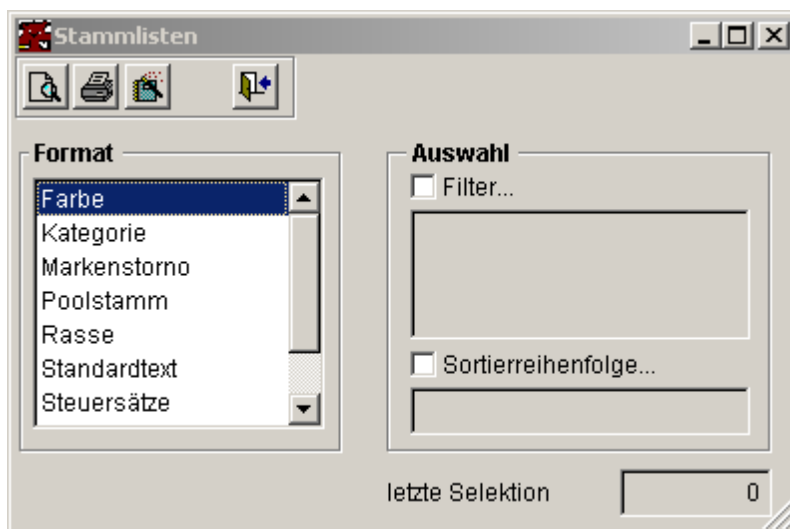 Stammlisten
Format
Farbe
Kategorie
Markenstorno
Poolstamm
Rasse
Standardtext
Steuersätze
Auswahl
Filter...
Sortierreihenfolge...
letzte Selektion 0